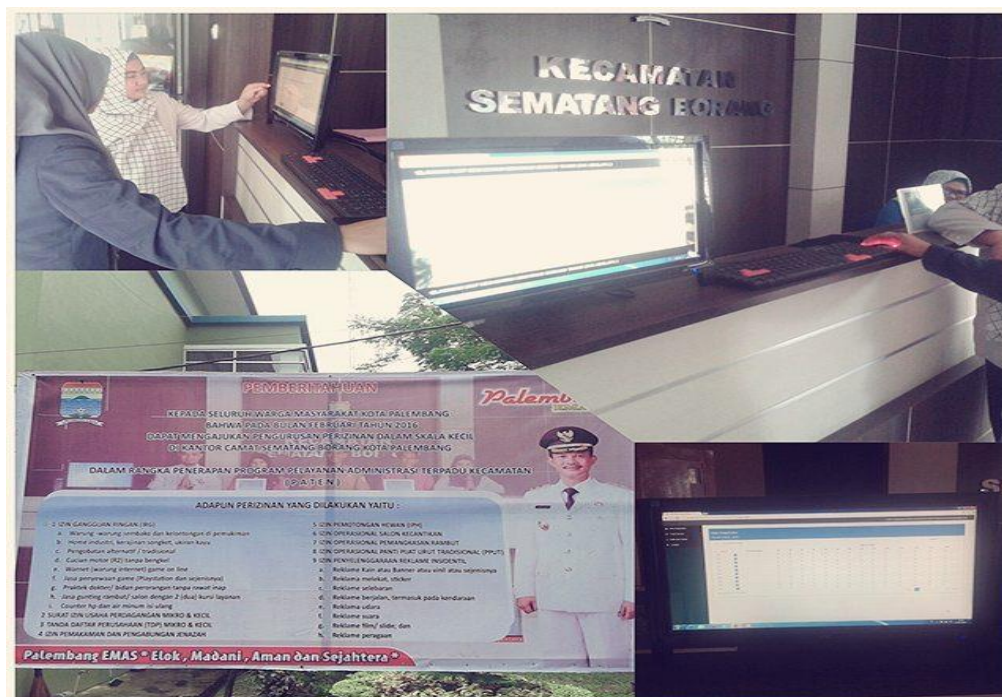 KECAMATAN
SEMATANG BORANG
PEMBERITAHUAN
KEPADA SELURUH WARGA MASYARAKAT KOTA PALEMBANG
BAHWA PADA BULAN FEBRUARI TAHUN 2016
DAPAT MENGAJUKAN PENGURUSAN PERIZINAN DALAM SKALA KECIL
DI KANTOR CAMAT SEMATANG BORANG KOTA PALEMBANG
DALAM RANGKA PENERAPAN PROGRAM PELAYANAN ADMINISTRASI TERPADU KECAMATAN
(PATEN)
Palemb
ADAPUN PERIZINAN YANG DILAKUKAN YAITU :
1 IZIN GANGGUAN RINGAN (IRG)
a. Warung-warung sembako dan kelontongan di pemukiman
b. Home industri, kerajinan songket, ukiran kayu
c. Pengobatan alternatif / tradisional
d. Cucian motor (R2) tanpa bengkel
e. Warnet (warung internet) game on line
f. Jasa penyewaan game (Playstation dan sejenisnya)
g. Praktek dokter/ bidan perorangan tanpa rawat inap
h. Jasa gunting rambut/ salon dengan 2 (dua) kursi layanan
i. Counter hp dan air minum isi ulang
2 SURAT IZIN USAHA PERDAGANGAN MIKRO & KECIL
3 TANDA DAFTAR PERUSAHAAN (TDP) MIKRO & KECIL
4 IZIN PEMAKAMAN DAN PENGABUNGAN JENAZAH
5 IZIN PEMOTONGAN HEWAN (IPH)
6 IZIN OPERASIONAL SALON KECANTIKAN
7 IZIN OPERASIONAL PEMANGKASAN RAMBUT
8 IZIN OPERASIONAL PANTI PIJAT URUT TRADISIONAL (PPUT)
9 IZIN PENYELENGGARAAN REKLAME INSIDENTIL
a. Reklame Kain atau Banner atau vinil atau sejenisnya
b. Reklame melekat, sticker
c. Reklame selebaran
d. Reklame berjalan, termasuk pada kendaraan
e. Reklame udara
f. Reklame suara
g. Reklame film/ slide; dan
h. Reklame peragaan
Palembang EMAS " Elok, Madani, Aman dan Sejahtera "